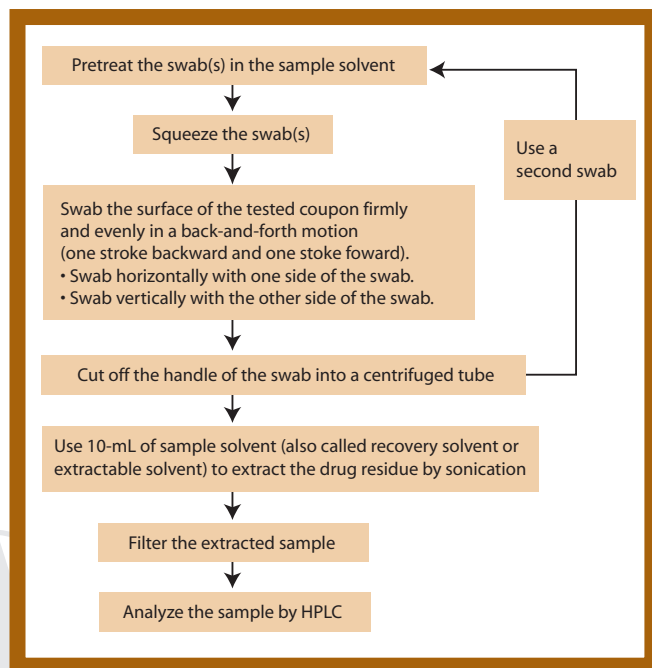 Pretreat the swab(s) in the sample solvent
Squeeze the swab(s)
Use a
second swab
Swab the surface of the tested coupon firmly
and evenly in a back-and-forth motion
(one stroke backward and one stoke foward).
• Swab horizontally with one side of the swab.
• Swab vertically with the other side of the swab.
Cut off the handle of the swab into a centrifuged tube
Use 10-mL of sample solvent (also called recovery solvent or
extractable solvent) to extract the drug residue by sonication
Filter the extracted sample
Analyze the sample by HPLC